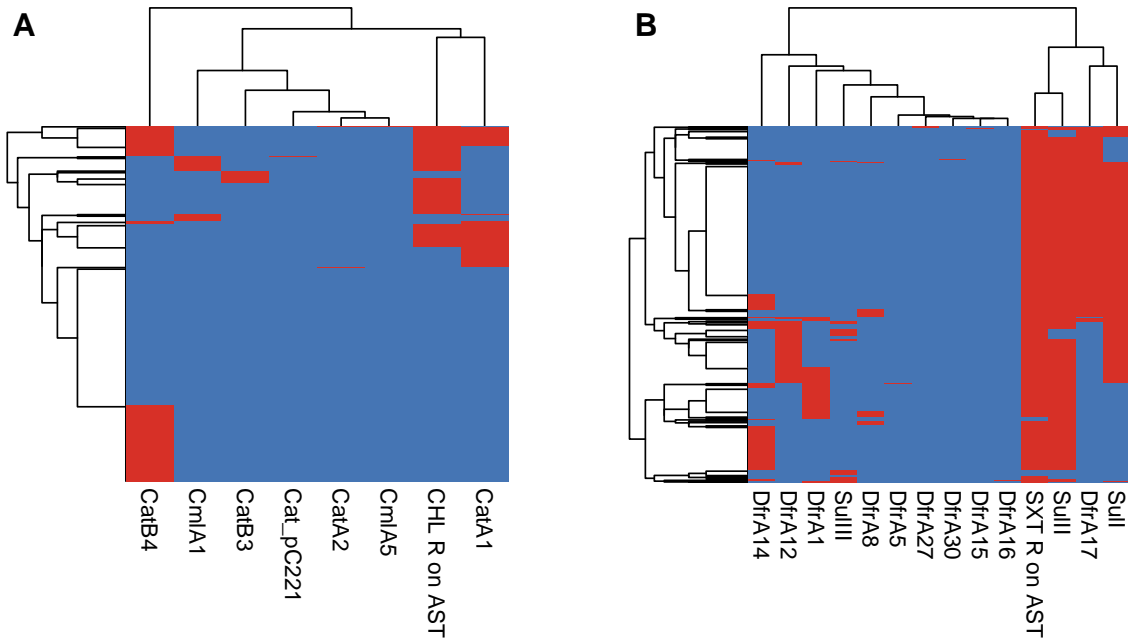 A
B
CatB4
CmlA1
CatB3
Cat_pC221
CatA2
CmlA5
CHL R on AST
CatA1
DfrA14
DfrA12
DfrA1
SulIII
DfrA8
DfrA5
DfrA27
DfrA30
DfrA15
DfrA16
SXT R on AST
SulII
DfrA17
SulI